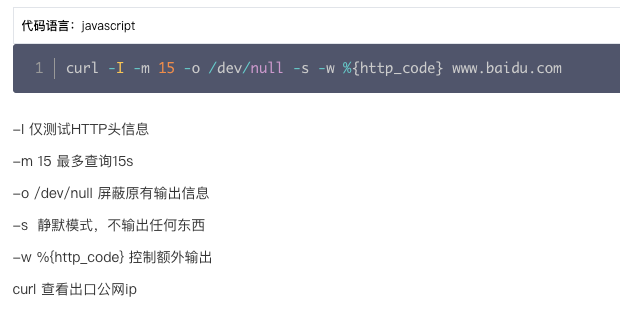 代码语言：javascript
1 curl -I -m 15 -o /dev/null -s -w %{http_code} www.baidu.com
-I 仅测试HTTP头信息
-m 15 最多查询15s
-o /dev/null 屏蔽原有输出信息
-s  静默模式，不输出任何东西
-w %{http_code} 控制额外输出
curl 查看出口公网ip